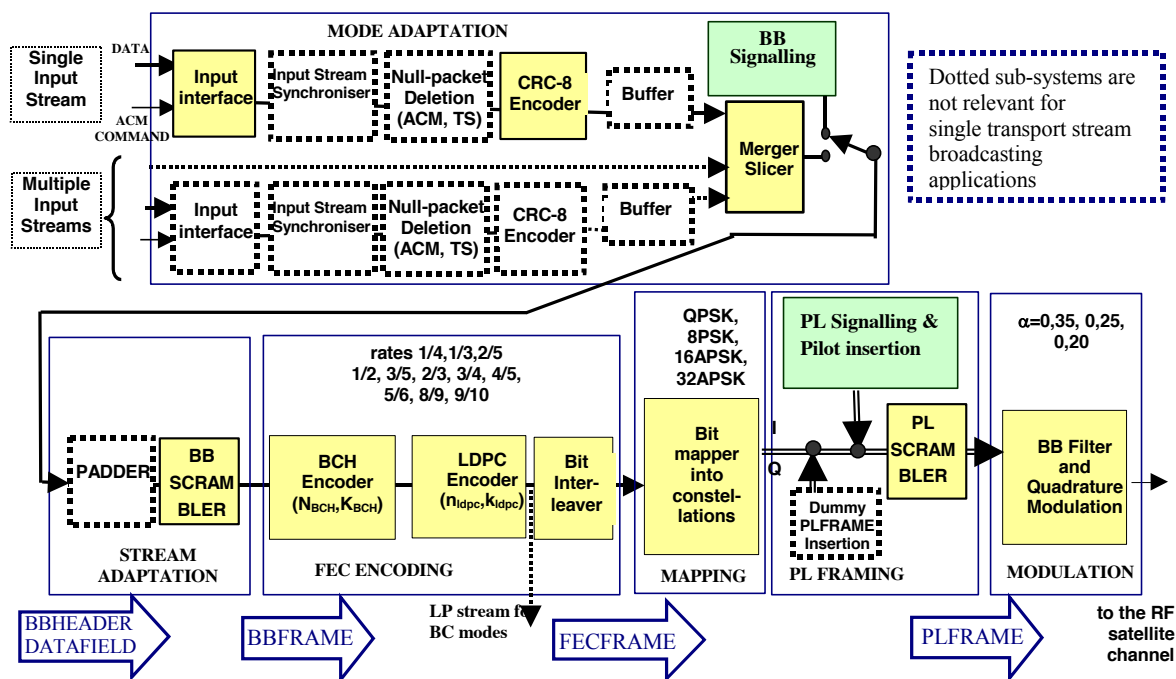 MODE ADAPTATION
Single
Input
Stream
DATA
ACM
COMMAND
Input
interface
Input Stream
Synchroniser
Null-packet
Deletion
(ACM, TS)
CRC-8
Encoder
Buffer
BB
Signalling
Merger
Slicer
Dotted sub-systems are
not relevant for
single transport stream
broadcasting
applications
Multiple
Input
Streams
Input
interface
Input Stream
Synchroniser
Null-packet
Deletion
(ACM, TS)
CRC-8
Encoder
Buffer
PADDER
BB
SCRAM
BLER
STREAM
ADAPTATION
rates 1/4,1/3,2/5
1/2, 3/5, 2/3, 3/4, 4/5,
5/6, 8/9, 9/10
BCH
Encoder
(NBCH,KBCH)
LDPC
Encoder
(nldpc,kldpc)
Bit
Inter-
leaver
FEC ENCODING
LP stream for
BC modes
QPSK,
8PSK,
16APSK,
32APSK
Bit
mapper
into
constel-
lations
MAPPING
I
Q
PL Signalling &
Pilot insertion
PL
SCRAM
BLER
Dummy
PLFRAME
Insertion
PL FRAMING
α=0,35, 0,25,
0,20
BB Filter
and
Quadrature
Modulation
MODULATION
BBHEADER
DATAFIELD
BBFRAME
FECFRAME
PLFRAME
to the RF
satellite
channel